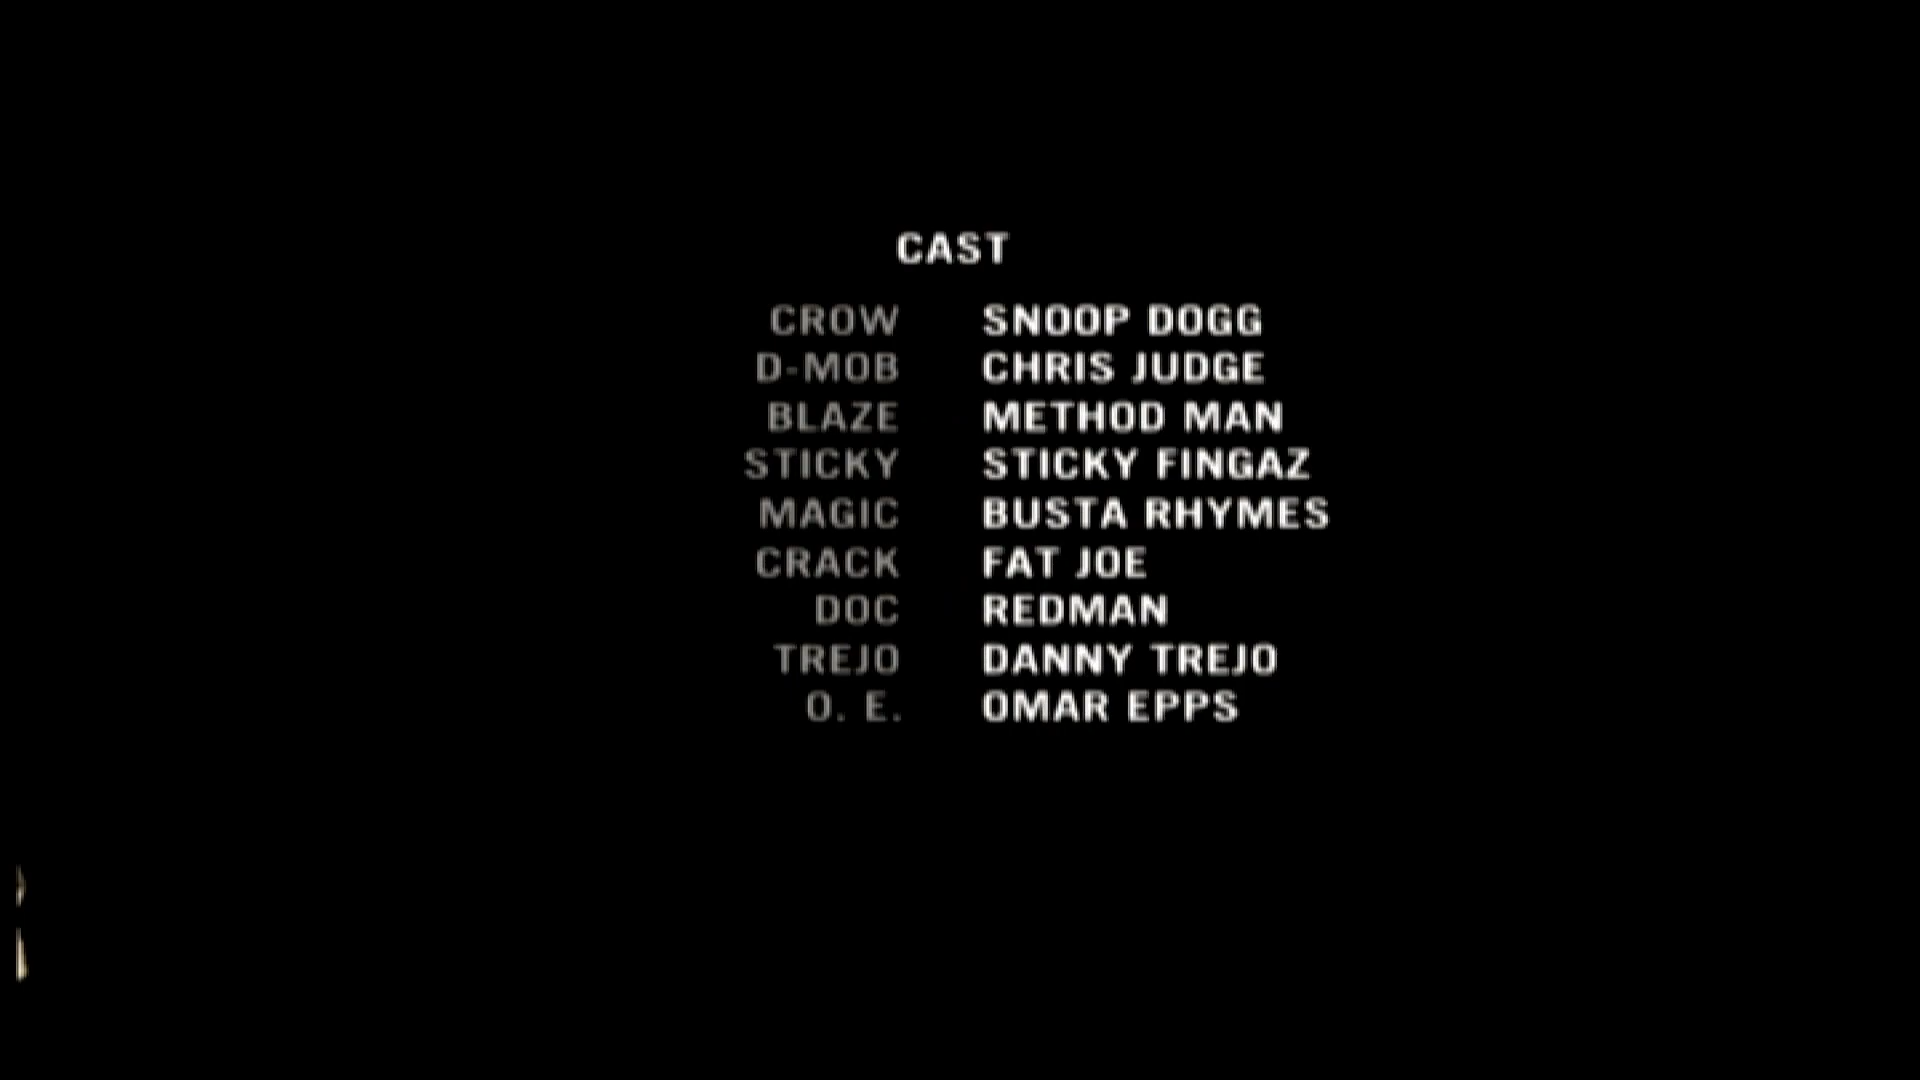 CAST
CROW SNOOP DOGG
D-MOB CHRIS JUDGE
BLAZE METHOD MAN
STICKY STICKY FINGAZ
MAGIC BUSTA RHYMES
CRACK FAT JOE
DOC REDMAN
TREJO DANNY TREJO
O. E. OMAR EPPS